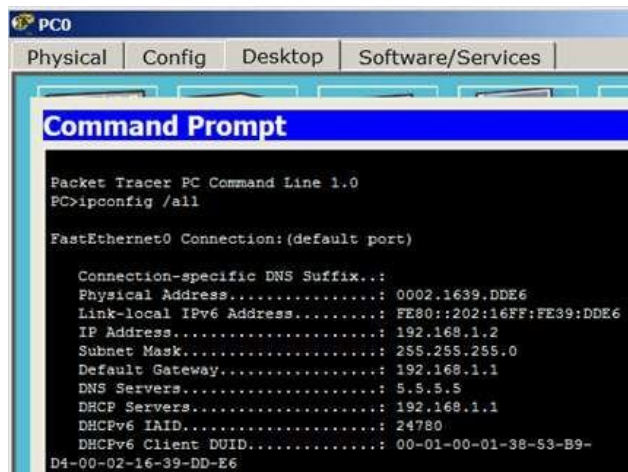 PC0
Physical Config Desktop Software/Services
Command Prompt
Packet Tracer PC Command Line 1.0
PC>ipconfig /all
FastEthernet0 Connection:(default port)
Connection-specific DNS Suffix..:
Physical Address................: 0002.1639.DDE6
Link-local IPv6 Address.........: FE80::202:16FF:FE39:DDE6
IP Address......................: 192.168.1.2
Subnet Mask.....................: 255.255.255.0
Default Gateway.................: 192.168.1.1
DNS Servers.....................: 5.5.5.5
DHCP Servers....................: 192.168.1.1
DHCPv6 IAID.....................: 24780
DHCPv6 Client DUID..............: 00-01-00-01-38-53-B9-
D4-00-02-16-39-DD-E6